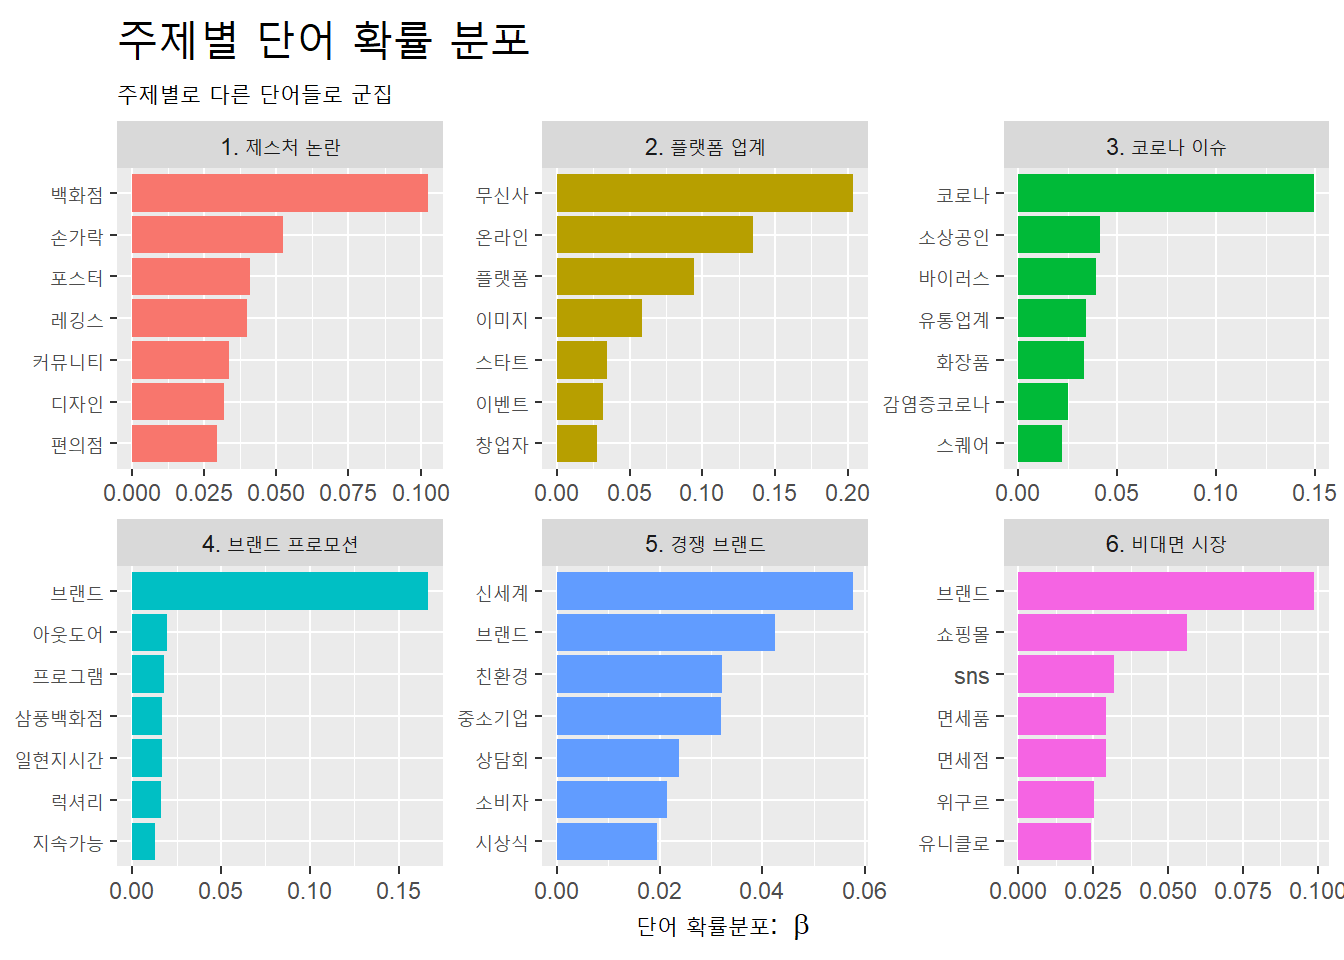 주제별 단어 확률 분포
주제별로 다른 단어들로 군집
1. 제스처 논란
백화점
손가락
포스터
레깅스
커뮤니티
디자인
편의점
0.000 0.025 0.050 0.075 0.100
2. 플랫폼 업계
무신사
온라인
플랫폼
이미지
스타트
이벤트
창업자
0.00 0.05 0.10 0.15 0.20
3. 코로나 이슈
코로나
소상공인
바이러스
유통업계
화장품
감염증코로나
스퀘어
0.00 0.05 0.10 0.15
4. 브랜드 프로모션
브랜드
아웃도어
프로그램
삼풍백화점
일현지시간
럭셔리
지속가능
0.00 0.05 0.10 0.15
5. 경쟁 브랜드
신세계
브랜드
친환경
중소기업
상담회
소비자
시상식
0.00 0.02 0.04 0.06
6. 비대면 시장
브랜드
쇼핑몰
sns
면세품
면세점
위구르
유니클로
0.000 0.025 0.050 0.075 0.100
단어 확률분포: β